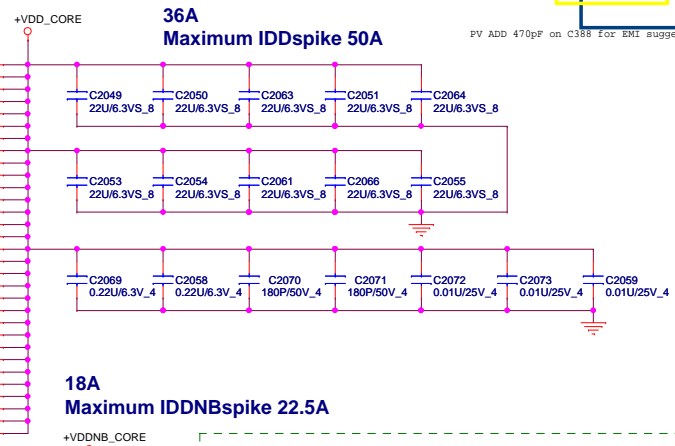 +VDD_CORE
36A
Maximum IDDspike 50A
PV ADD 470pF on C388 for EMI sugge
C2049 C2050 C2063 C2051 C2064
22U/6.3VS_8 22U/6.3VS_8 22U/6.3VS_8 22U/6.3VS_8 22U/6.3VS_8
C2053 C2054 C2061 C2066 C2055
22U/6.3VS_8 22U/6.3VS_8 22U/6.3VS_8 22U/6.3VS_8 22U/6.3VS_8
C2069 C2058 C2070 C2071 C2072 C2073 C2059
0.22U/6.3V_4 0.22U/6.3V_4 180P/50V_4 180P/50V_4 0.01U/25V_4 0.01U/25V_4 0.01U/25V_4
18A
Maximum IDDNBspike 22.5A
+VDDNB_CORE